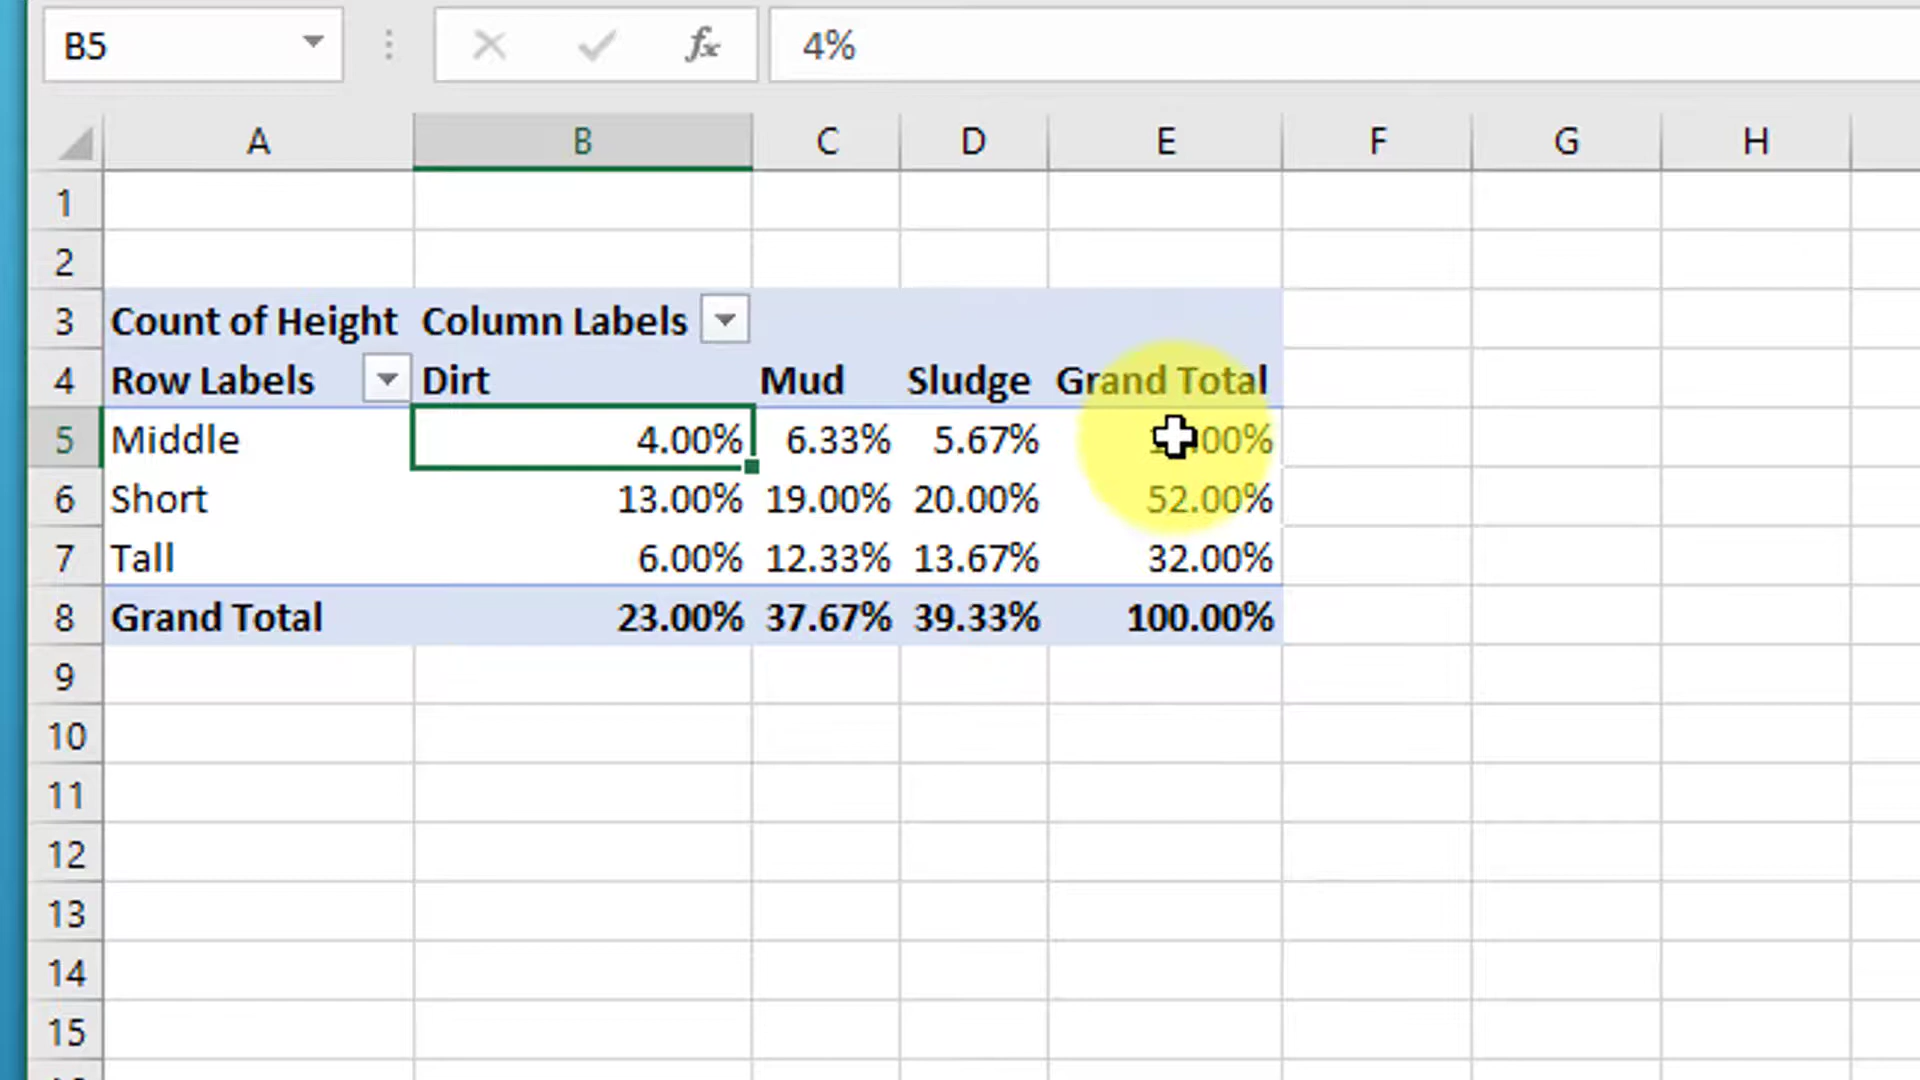 B5 fx 4%
A B C D E F G H
1
2
3 Count of Height Column Labels
4 Row Labels Dirt Mud Sludge Grand Total
5 Middle 4.00% 6.33% 5.67%
6 Short 13.00% 19.00% 20.00% 52.00%
7 Tall 6.00% 12.33% 13.67% 32.00%
8 Grand Total 23.00% 37.67% 39.33% 100.00%
9
10
11
12
13
14
15